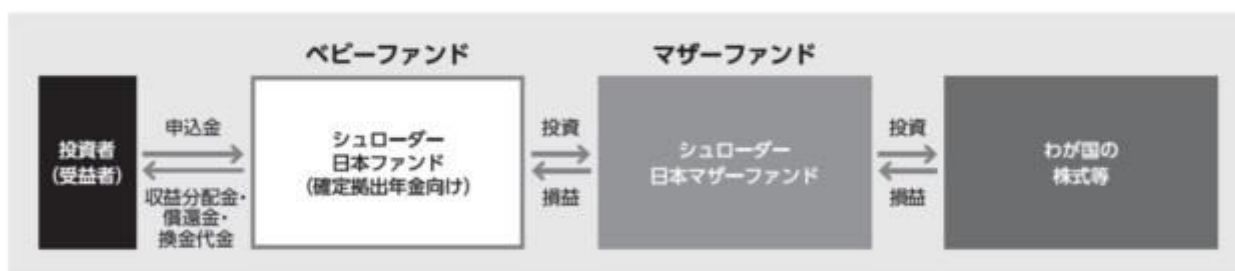 ベビーファンド
マザーファンド
投資者
(受益者)
申込金
収益分配金・
償還金・
換金代金
シュローダー
日本ファンド
(確定拠出年金向け)
投資
損益
シュローダー
日本マザーファンド
投資
損益
わが国の
株式等